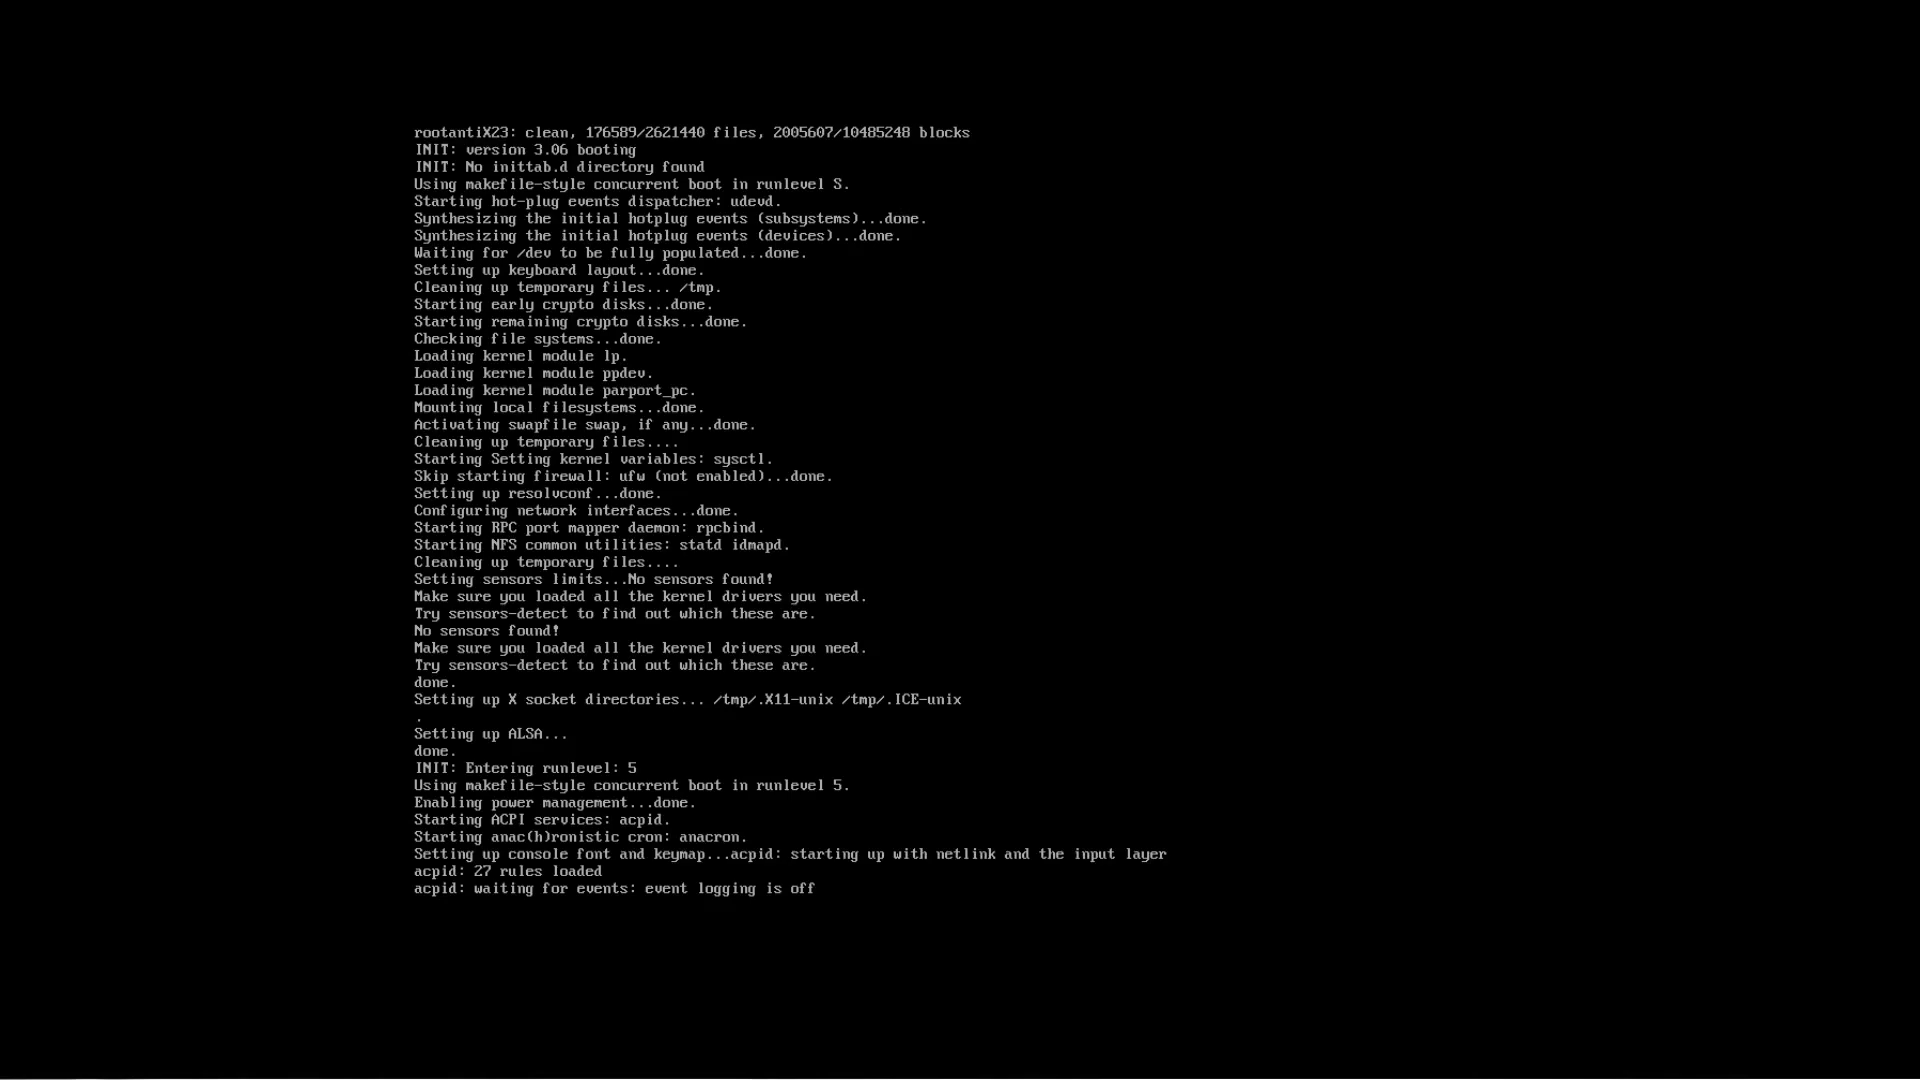 rootantiX23: clean, 176589/2621440 files, 2005607/10485248 blocks
INIT: version 3.06 booting
INIT: No inittab.d directory found
Using makefile-style concurrent boot in runlevel S.
Starting hot-plug events dispatcher: udevd.
Synthesizing the initial hotplug events (subsystems)...done.
Synthesizing the initial hotplug events (devices)...done.
Waiting for /dev to be fully populated...done.
Setting up keyboard layout...done.
Cleaning up temporary files... /tmp.
Starting early crypto disks...done.
Starting remaining crypto disks...done.
Checking file systems...done.
Loading kernel module lp.
Loading kernel module ppdev.
Loading kernel module parport_pc.
Mounting local filesystems...done.
Activating swapfile swap, if any...done.
Cleaning up temporary files....
Starting Setting kernel variables: sysctl.
Skip starting firewall: ufw (not enabled)...done.
Setting up resolvconf...done.
Configuring network interfaces...done.
Starting RPC port mapper daemon: rpcbind.
Starting NFS common utilities: statd idmapd.
Cleaning up temporary files....
Setting sensors limits...No sensors found!
Make sure you loaded all the kernel drivers you need.
Try sensors-detect to find out which these are.
No sensors found!
Make sure you loaded all the kernel drivers you need.
Try sensors-detect to find out which these are.
done.
Setting up X socket directories... /tmp/.X11-unix /tmp/.ICE-unix
.
Setting up ALSA...
done.
INIT: Entering runlevel: 5
Using makefile-style concurrent boot in runlevel 5.
Enabling power management...done.
Starting ACPI services: acpid.
Starting anac(h)ronistic cron: anacron.
Setting up console font and keymap...acpid: starting up with netlink and the input layer
acpid: 27 rules loaded
acpid: waiting for events: event logging is off